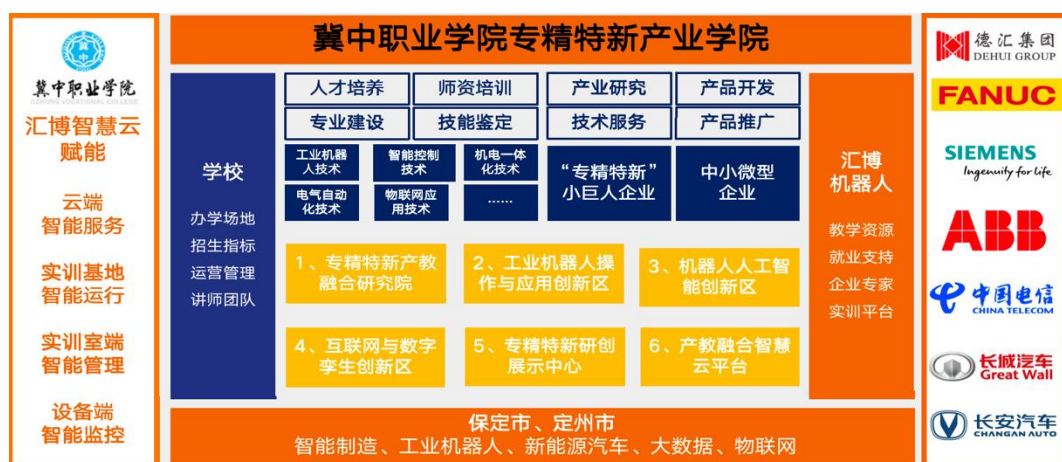 冀中职业学院专精特新产业学院
冀中职业学院
JIZHONG VOCATIONAL COLLEGE
汇博智慧云
赋能
云端
智能服务
实训基地
智能运行
实训室端
智能管理
设备端
智能监控
学校
办学场地
招生指标
运营管理
讲师团队
人才培养
师资培训
产业研究
产品开发
专业建设
技能鉴定
技术服务
产品推广
工业机器
人技术
智能控制
技术
机电一体
化技术
电气自动
化技术
物联网应
用技术
......
“专精特新”
小巨人企业
中小微型
企业
1、专精特新产教
融合研究院
2、工业机器人操
作与应用创新区
3、机器人人工智
能创新区
4、互联网与数字
孪生创新区
5、专精特新研创
展示中心
6、产教融合智慧
云平台
汇博
机器人
教学资源
就业支持
企业专家
实训平台
保定市、定州市
智能制造、工业机器人、新能源汽车、大数据、物联网
德汇集团
DEHUI GROUP
FANUC
SIEMENS
Ingenuity for life
ABB
中国电信
CHINA TELECOM
长城汽车
Great Wall
长安汽车
CHANGAN AUTO